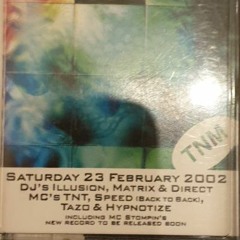 TNM
SATURDAY 23 FEBRUARY 2002
DJ'S ILLUSION, MATRIX & DIRECT
MC'S TNT, SPEED (BACK TO BACK),
TAZO & HYPNOTIZE
INCLUDING MC STOMPIN'S
NEW RECORD TO BE RELEASED SOON